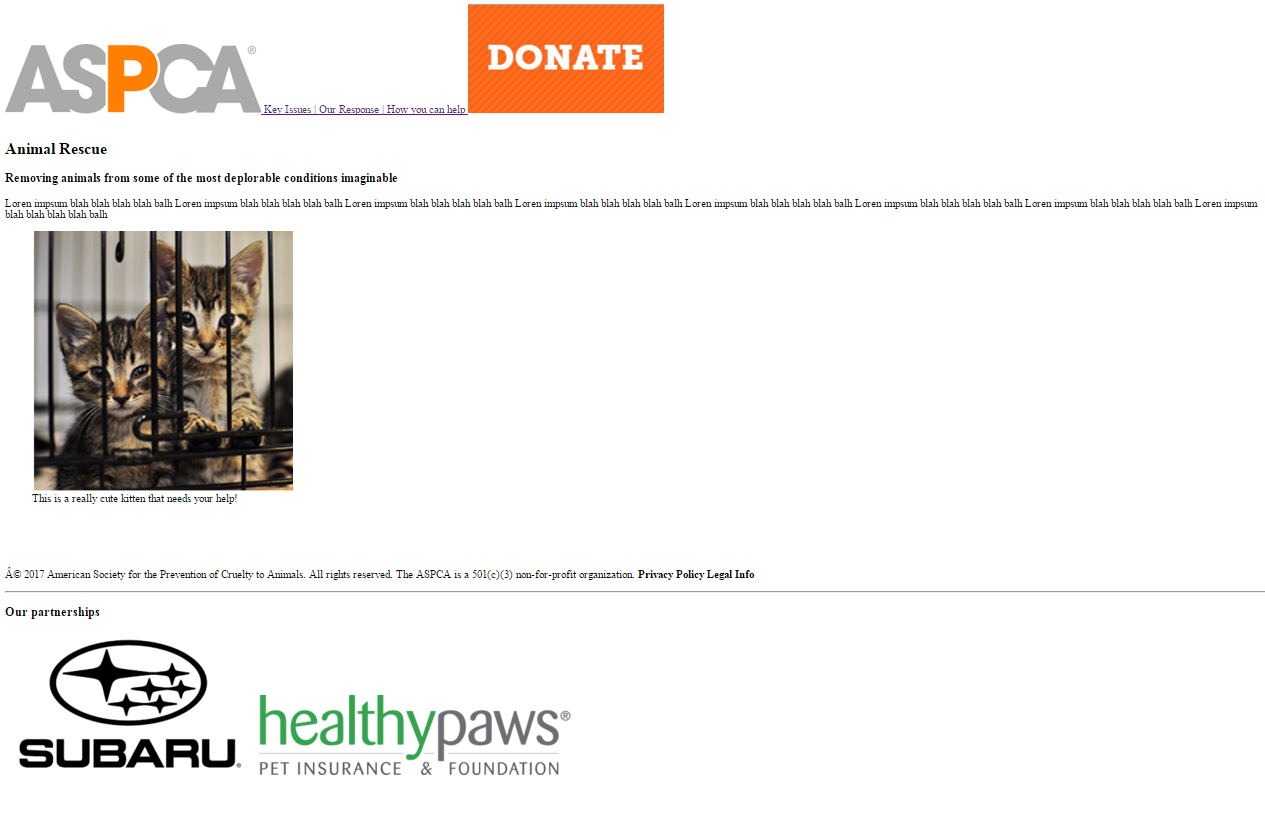 ASPCA® Key Issues | Our Response | How you can help DONATE
Animal Rescue
Removing animals from some of the most deplorable conditions imaginable
Loren impsum blah blah blah blah balh Loren impsum blah blah blah blah balh Loren impsum blah blah blah blah balh Loren impsum blah blah blah blah balh Loren impsum blah blah blah blah balh Loren impsum blah blah blah blah balh Loren impsum blah blah blah blah balh Loren impsum
blah blah blah blah balh
This is a really cute kitten that needs your help!
Â© 2017 American Society for the Prevention of Cruelty to Animals. All rights reserved. The ASPCA is a 501(c)(3) non-for-profit organization. Privacy Policy Legal Info
Our partnerships
SUBARU®
healthypaws®
PET INSURANCE & FOUNDATION